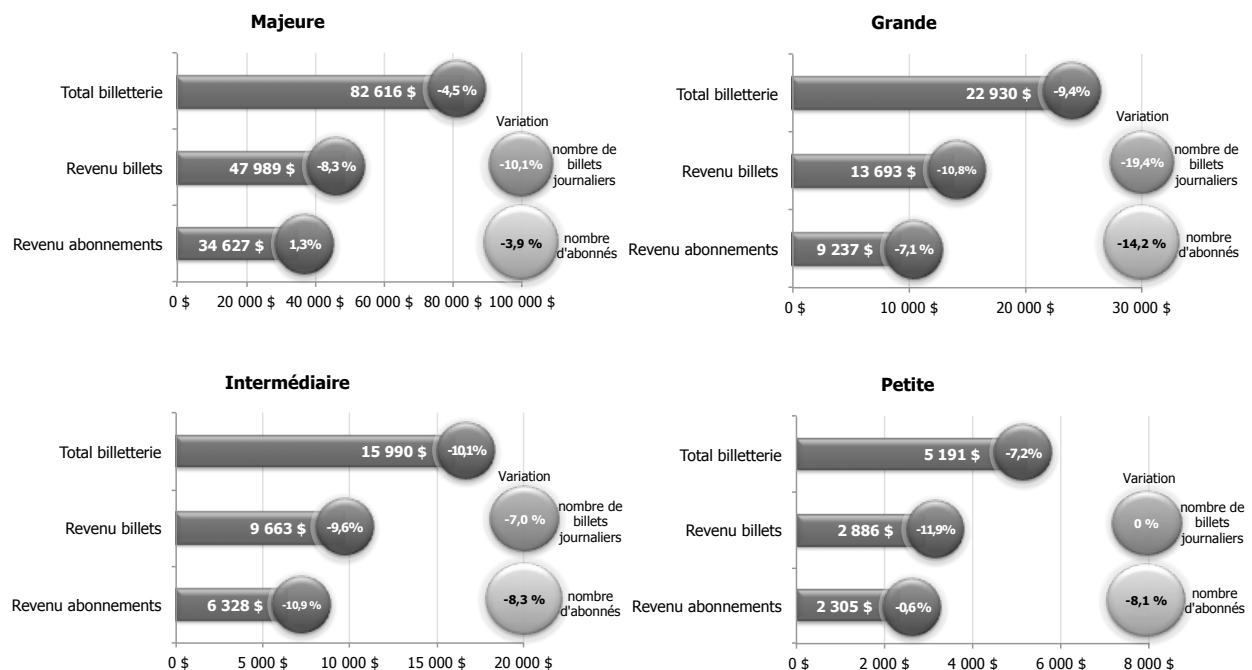 Majeure
0 $ 20 000 $ 40 000 $ 60 000 $ 80 000 $ 100 000 $
Total billetterie 82 616 $ -4,5 %
Revenu billets 47 989 $ -8,3 %
Revenu abonnements 34 627 $ 1,3%
Variation
-10,1%
nombre de
billets
journaliers
-3,9 %
nombre
d'abonnés
Grande
Total billetterie 22 930 $ -9,4%
Revenu billets 13 693 $ -10,8%
Revenu abonnements 9 237 $ -7,1 %
0 $ 10 000 $ 20 000 $ 30 000 $
Variation
-19,4%
nombre de
billets
journaliers
-14,2 %
nombre
d'abonnés
Intermédiaire
Total billetterie 15 990 $ -10,1%
Revenu billets 9 663 $ -9,6%
Revenu abonnements 6 328 $ -10,9 %
0 $ 5 000 $ 10 000 $ 15 000 $ 20 000 $
Variation
-7,0 %
nombre de
billets
journaliers
-8,3 %
nombre
d'abonnés
Petite
Total billetterie 5 191 $ -7,2%
Revenu billets 2 886 $ -11,9%
Revenu abonnements 2 305 $ -0,6 %
0 $ 2 000 $ 4 000 $ 6 000 $ 8 000 $
Variation
0 %
nombre de
billets
journaliers
-8,1 %
nombre
d'abonnés